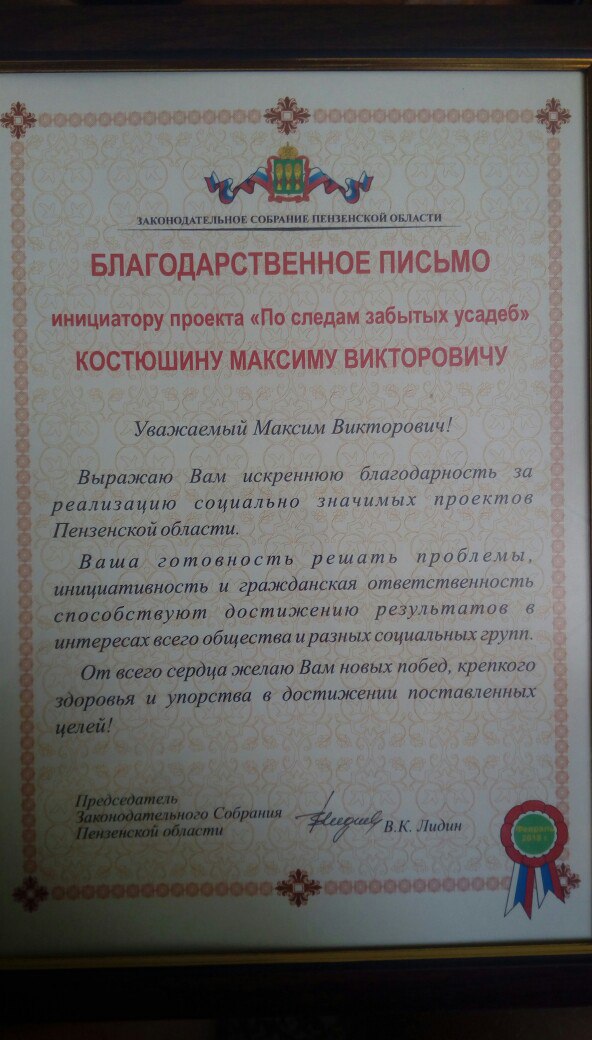 ЗАКОНОДАТЕЛЬНОЕ СОБРАНИЕ ПЕНЗЕНСКОЙ ОБЛАСТИ
БЛАГОДАРСТВЕННОЕ ПИСЬМО
инициатору проекта «По следам забытых усадеб»
КОСТЮШИНУ МАКСИМУ ВИКТОРОВИЧУ
Уважаемый Максим Викторович!
Выражаю Вам искреннюю благодарность за
реализацию социально значимых проектов
Пензенской области.
Ваша готовность решать проблемы,
инициативность и гражданская ответственность
способствуют достижению результатов в
интересах всего общества и разных социальных групп.
От всего сердца желаю Вам новых побед, крепкого
здоровья и упорства в достижении поставленных
целей!
Председатель
Законодательного Собрания
Пензенской области
В.К. Лидин
Февраль
2018 г.